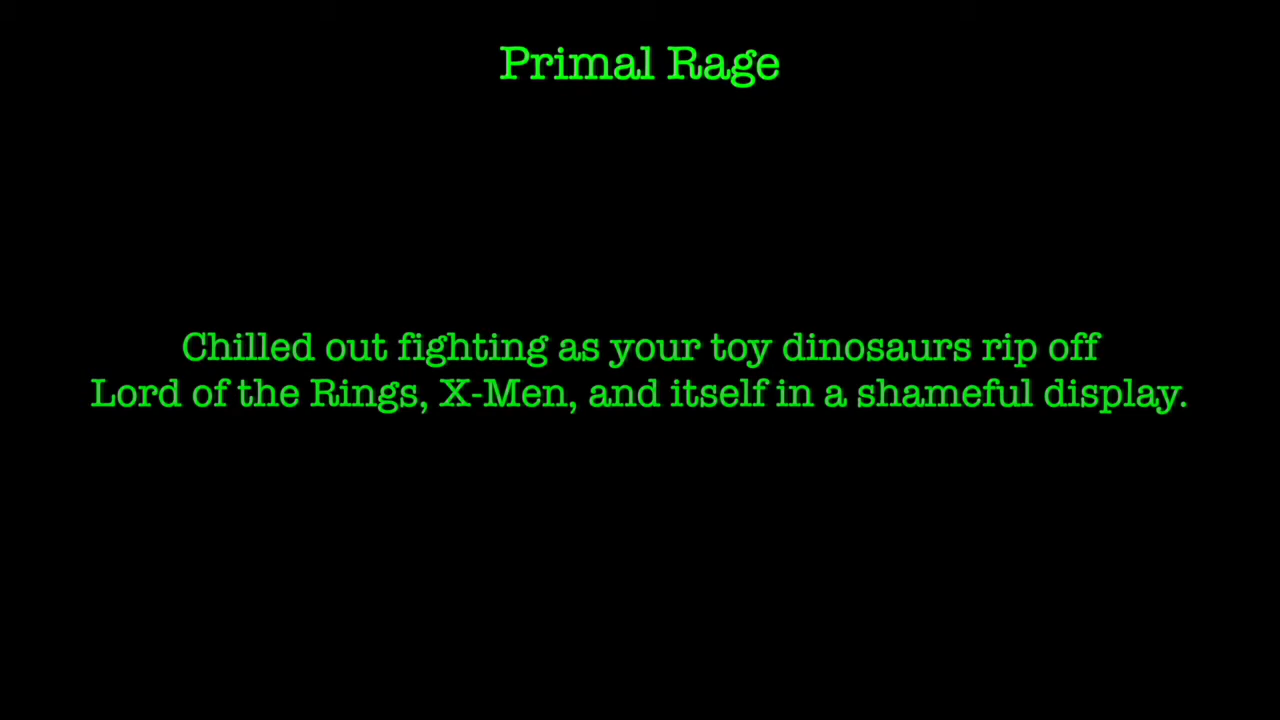 Primal Rage
Chilled out fighting as your toy dinosaurs rip off
Lord of the Rings, X-Men, and itself in a shameful display.